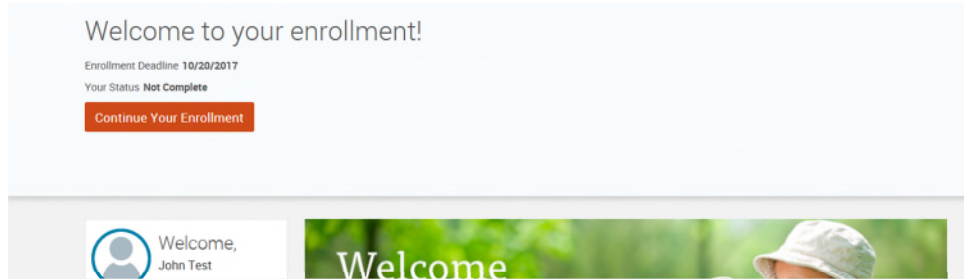 Welcome to your enrollment!
Enrollment Deadline 10/20/2017
Your Status Not Complete
Continue Your Enrollment
Welcome,
John Test
Welcome